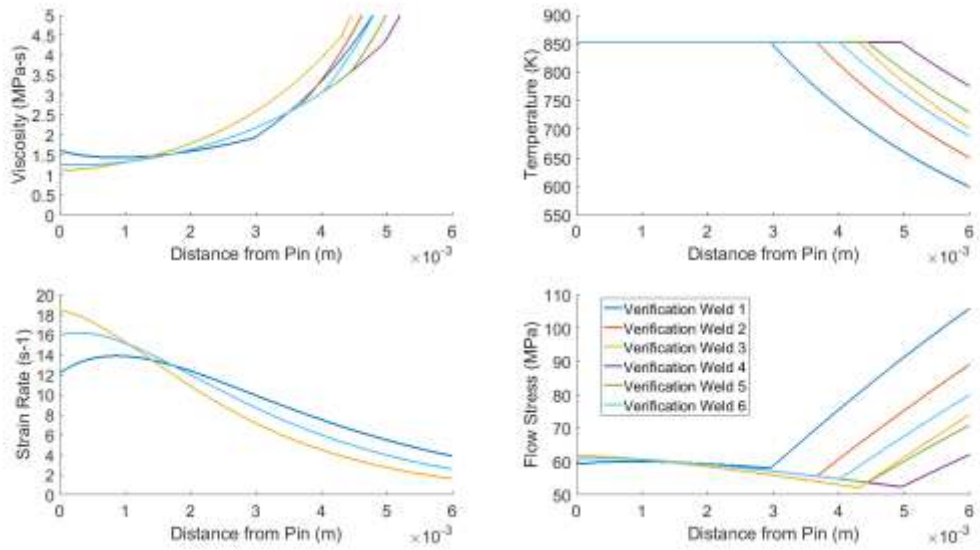 Viscosity (MPa-s)
5
4.5
4
3.5
3
2.5
2
1.5
1
0.5
0
0 1 2 3 4 5 6
Distance from Pin (m) ×10⁻³
Temperature (K)
900
850
800
750
700
650
600
550
0 1 2 3 4 5 6
Distance from Pin (m) ×10⁻³
Strain Rate (s-1)
20
18
16
14
12
10
8
6
4
2
0
0 1 2 3 4 5 6
Distance from Pin (m) ×10⁻³
Flow Stress (MPa)
110
100
90
80
70
60
50
Verification Weld 1
Verification Weld 2
Verification Weld 3
Verification Weld 4
Verification Weld 5
Verification Weld 6
0 1 2 3 4 5 6
Distance from Pin (m) ×10⁻³